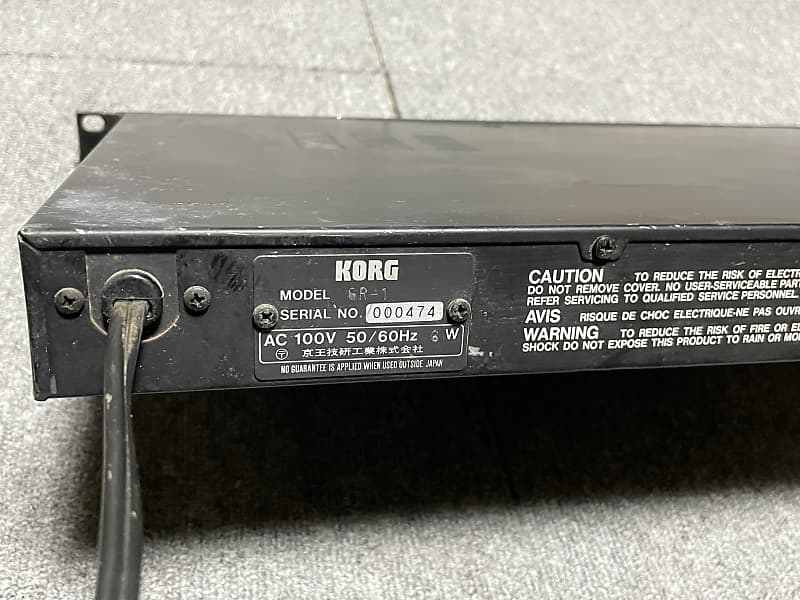 KORG
MODEL GR-1
SERIAL NO. 000474
AC 100V 50/60Hz 6 W
〒 京王技研工業株式会社
NO GUARANTEE IS APPLIED WHEN USED OUTSIDE JAPAN
CAUTION TO REDUCE THE RISK OF ELECTR
DO NOT REMOVE COVER. NO USER-SERVICEABLE PART
REFER SERVICING TO QUALIFIED SERVICE PERSONNEL
AVIS RISQUE DE CHOC ELECTRIQUE-NE PAS OUVR
WARNING TO REDUCE THE RISK OF FIRE OR E
SHOCK DO NOT EXPOSE THIS PRODUCT TO RAIN OR MO